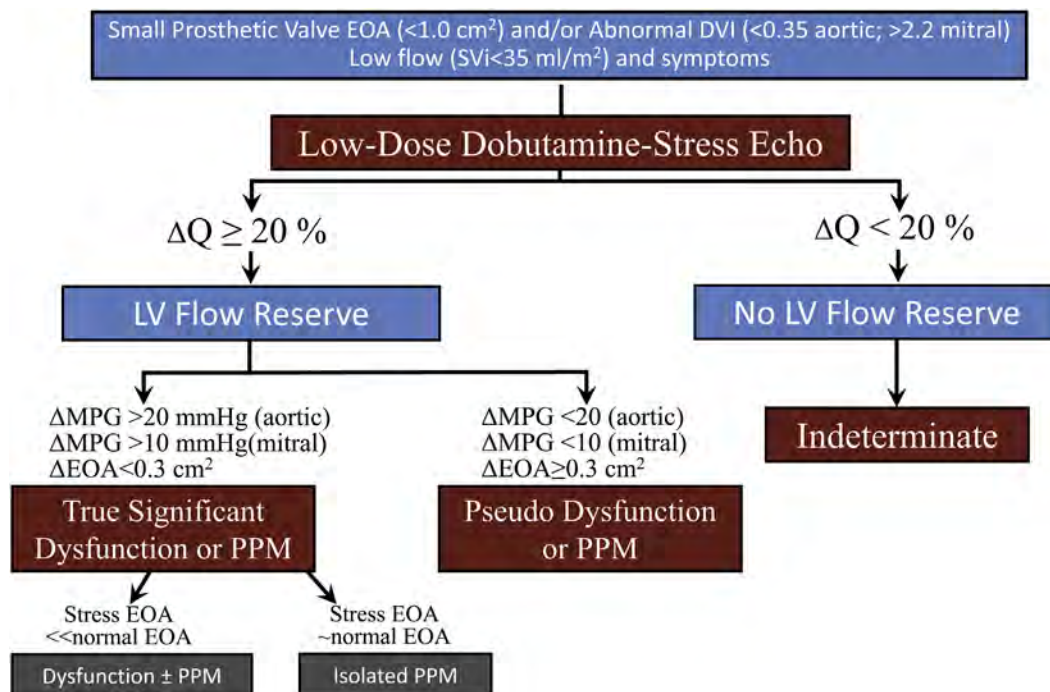 Small Prosthetic Valve EOA (<1.0 cm²) and/or Abnormal DVI (<0.35 aortic; >2.2 mitral)
Low flow (SVi<35 ml/m²) and symptoms
Low-Dose Dobutamine-Stress Echo
ΔQ ≥ 20 %
ΔQ < 20 %
LV Flow Reserve
No LV Flow Reserve
ΔMPG >20 mmHg (aortic)
ΔMPG >10 mmHg(mitral)
ΔEOA<0.3 cm²
ΔMPG <20 (aortic)
ΔMPG <10 (mitral)
ΔEOA≥0.3 cm²
Indeterminate
True Significant
Dysfunction or PPM
Pseudo Dysfunction
or PPM
Stress EOA
<<normal EOA
Stress EOA
~normal EOA
Dysfunction ± PPM
Isolated PPM